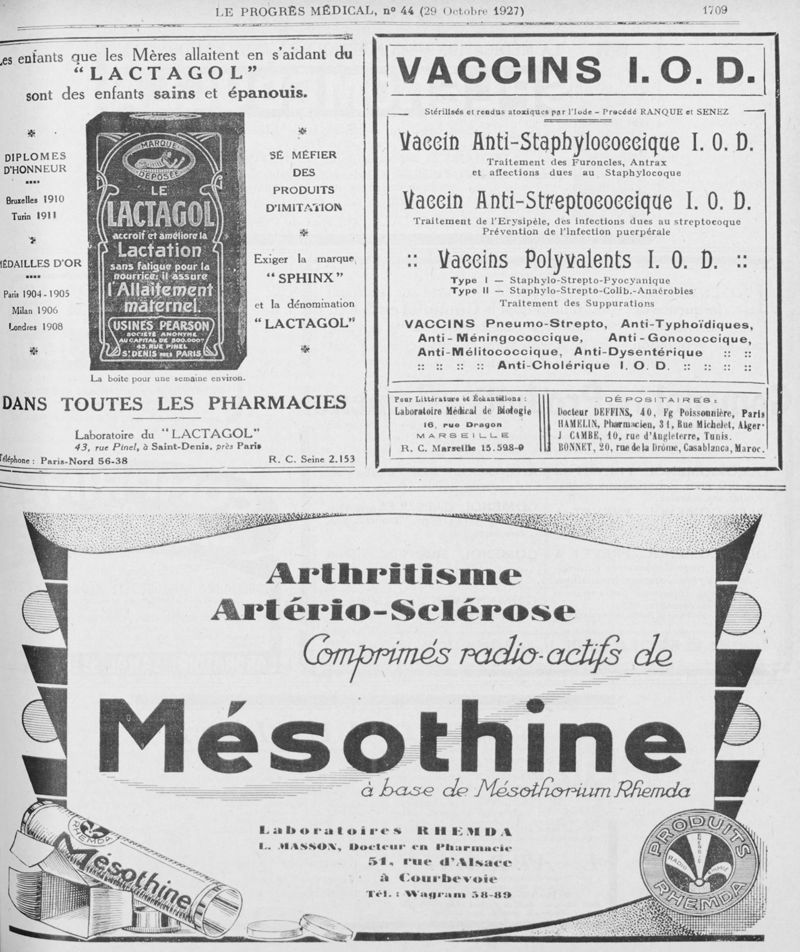 LE PROGRÈS MÉDICAL, nº 44 (29 Octobre 1927)
1709
Les enfants que les Mères allaitent en s'aidant du
“LACTAGOL”
sont des enfants sains et épanouis.
DIPLOMES
D'HONNEUR
Bruxelles 1910
Turin 1911
MÉDAILLES D'OR
Paris 1904-1905
Milan 1906
Londres 1908
MARQUE
DÉPOSÉE
LE
LACTAGOL
accroît et améliore la
Lactation
sans fatigue pour la
nourrice: il assure
l'Allaitement
maternel.
USINES PEARSON
SOCIÉTÉ ANONYME
AU CAPITAL DE 500.000F
43, RUE PINEL
ST DENIS PRÈS PARIS
SE MÉFIER
DES
PRODUITS
D'IMITATION
Exiger la marque
“SPHINX”
et la dénomination
“LACTAGOL”
La boite pour une semaine environ.
DANS TOUTES LES PHARMACIES
Laboratoire du “LACTAGOL”
43, rue Pinel, à Saint-Denis, près Paris
Téléphone : Paris-Nord 56-38
R. C. Seine 2.153
VACCINS I. O. D.
Stérilisés et rendus atoxiques par l'Iode - Procédé RANQUE et SENEZ
Vaccin Anti-Staphylococcique I. O. D.
Traitement des Furoncles, Antrax
et affections dues au Staphylocoque
Vaccin Anti-Streptococcique I. O. D.
Traitement de l'Erysipèle, des infections dues au streptocoque
Prévention de l'infection puerpérale
:: Vaccins Polyvalents I. O. D. ::
Type I — Staphylo-Strepto-Pyocyanique
Type II — Staphylo-Strepto-Colib.-Anaérobies
Traitement des Suppurations
VACCINS Pneumo-Strepto, Anti-Typhoïdiques,
Anti-Méningococcique, Anti-Gonococcique,
Anti-Mélitococcique, Anti-Dysentérique :: ::
:: :: :: :: Anti-Cholérique I. O. D. :: :: :: ::
Pour Littérature et Échantillons :
Laboratoire Médical de Biologie
16, rue Dragon
MARSEILLE
R. C. Marseille 15.598-9
DÉPOSITAIRES :
Docteur DEFFINS, 40, Fg Poissonnière, Paris
HAMELIN, Pharmacien, 31, Rue Michelet, Alger-
J CAMBE, 10, rue d'Angleterre, Tunis.
BONNET, 20, rue de la Drôme, Casablanca, Maroc.
Arthritisme
Artério-Sclérose
Comprimés radio-actifs de
Mésothine
à base de Mésothorium Rhemda
Laboratoires RHEMDA
L. MASSON, Docteur en Pharmacie
51, rue d'Alsace
à Courbevoie
Tél. : Wagram 58-89
RHEMDA
Mésothine
PRODUITS
RHEMDA